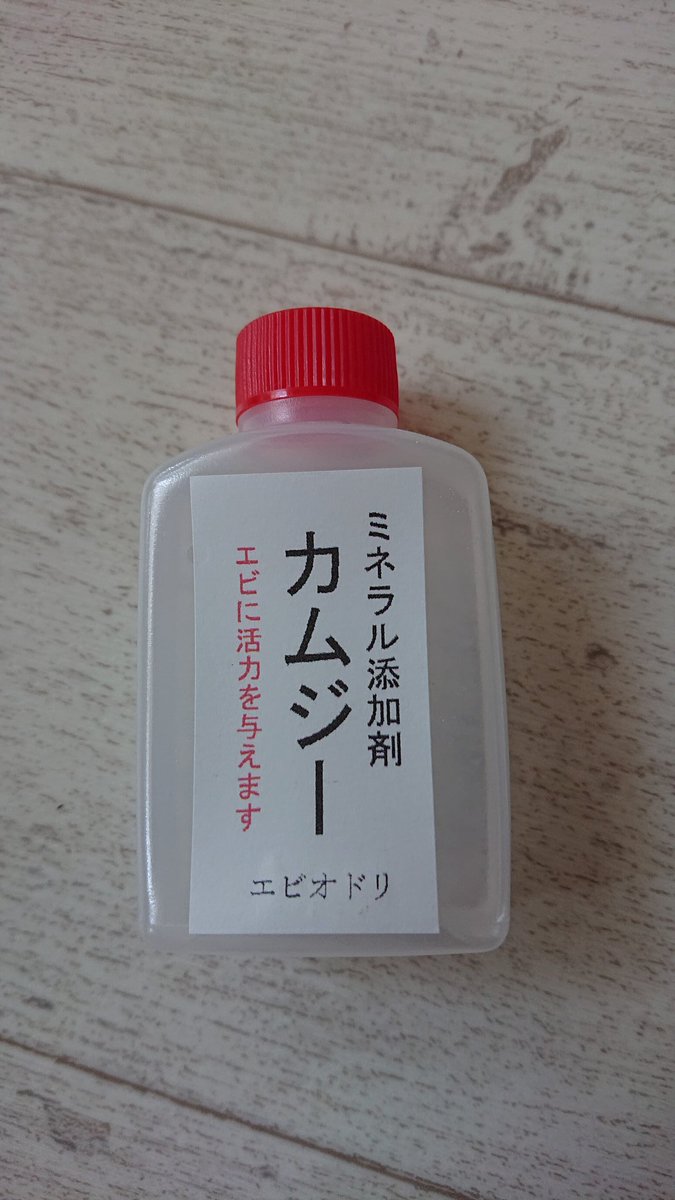 ミネラル添加剤
カムジー
エビに活力を与えます
エビオドリ